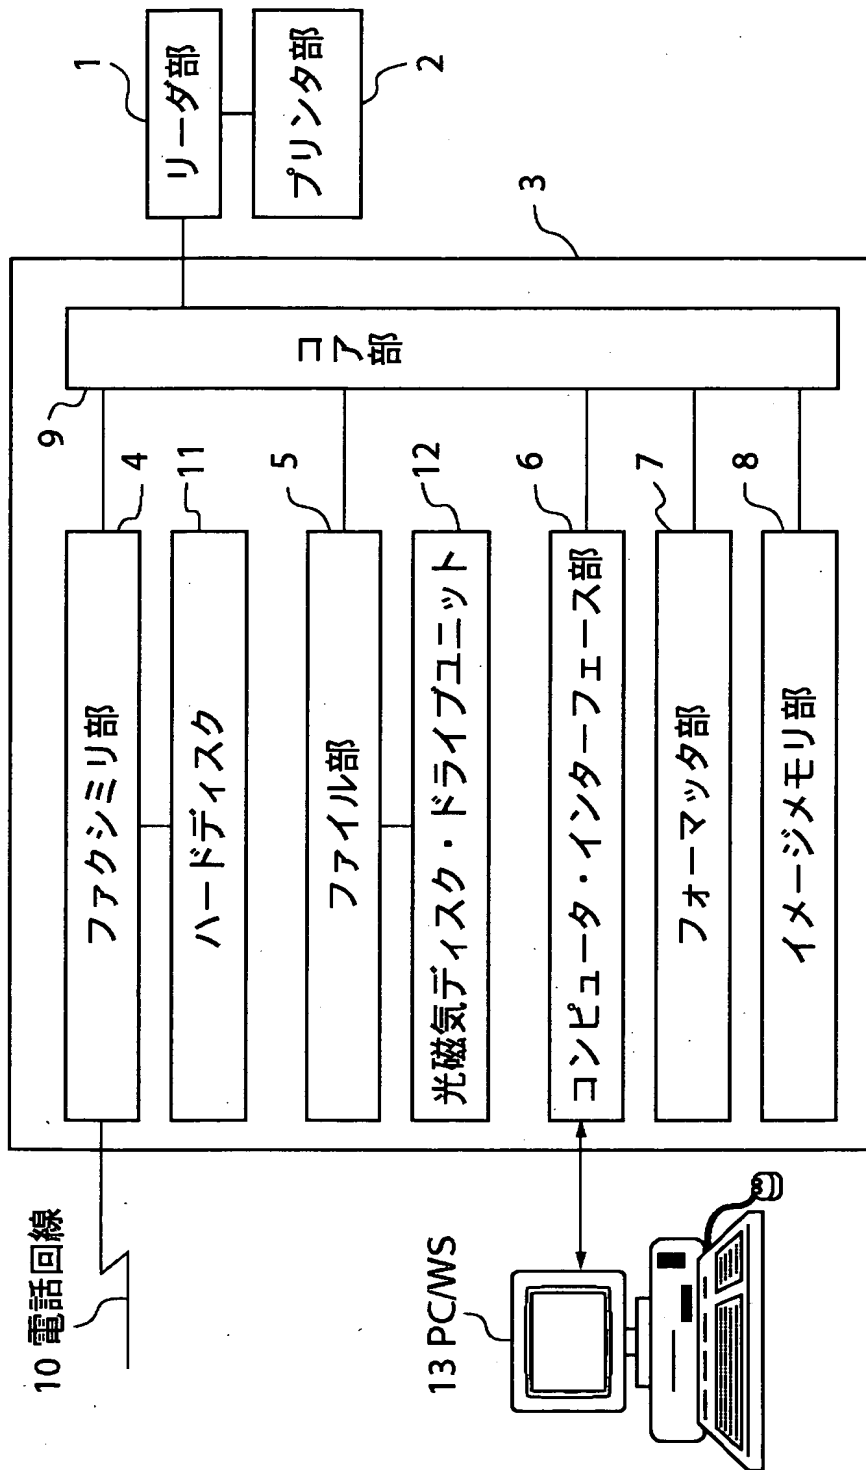 1
リーダ部
プリンタ部
2
3
コア部
9
ファクシミリ部
4
ハードディスク
11
ファイル部
5
光磁気ディスク・ドライブユニット
12
コンピュータ・インターフェース部
6
フォーマッタ部
7
イメージメモリ部
8
10 電話回線
13 PC/WS